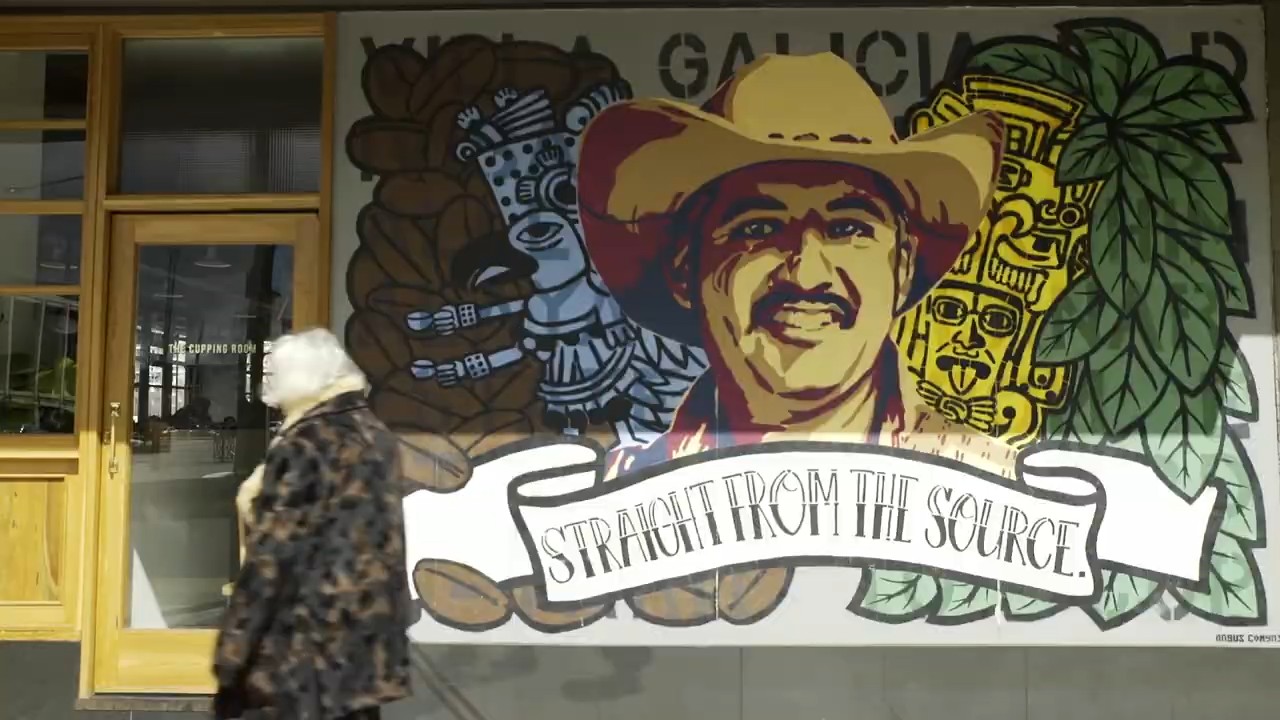 GALICIA
THE CUPPING ROOM
STRAIGHT FROM THE SOURCE.